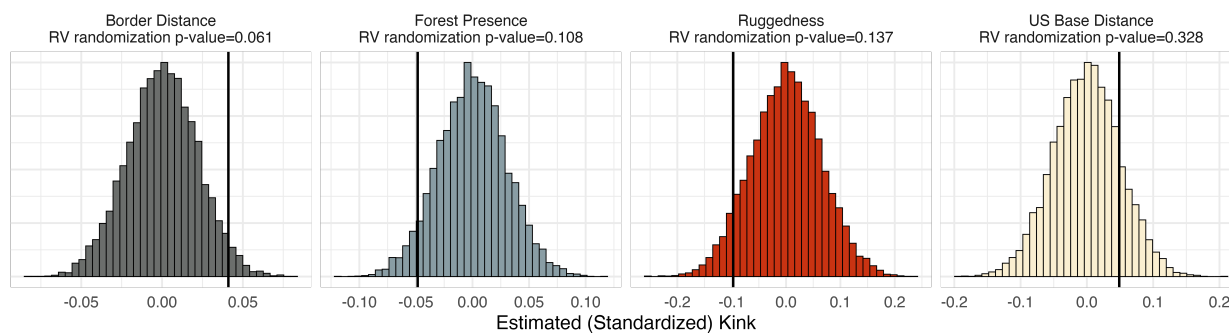 Border Distance
RV randomization p-value=0.061
Forest Presence
RV randomization p-value=0.108
Ruggedness
RV randomization p-value=0.137
US Base Distance
RV randomization p-value=0.328
-0.05 0.00 0.05
-0.10 -0.05 0.00 0.05 0.10
-0.2 -0.1 0.0 0.1 0.2
-0.2 -0.1 0.0 0.1 0.2
Estimated (Standardized) Kink